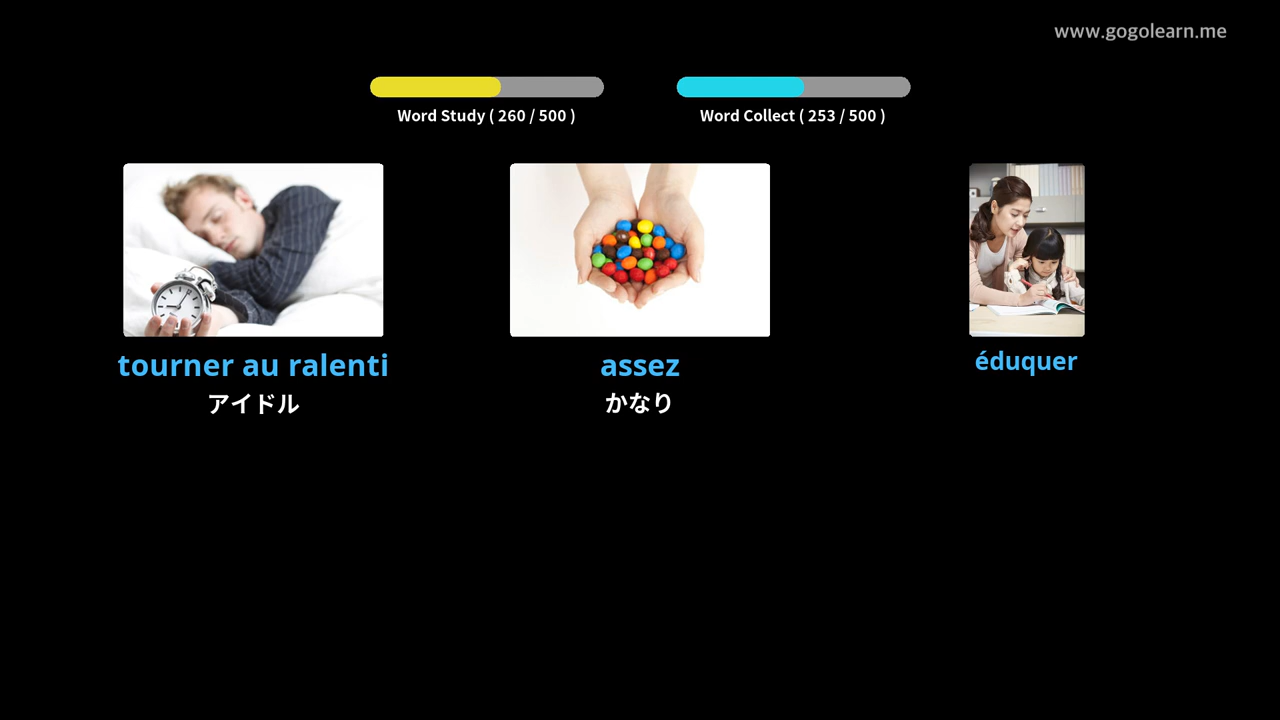 www.gogolearn.me
Word Study ( 260 / 500 )
Word Collect ( 253 / 500 )
tourner au ralenti
アイドル
assez
かなり
éduquer